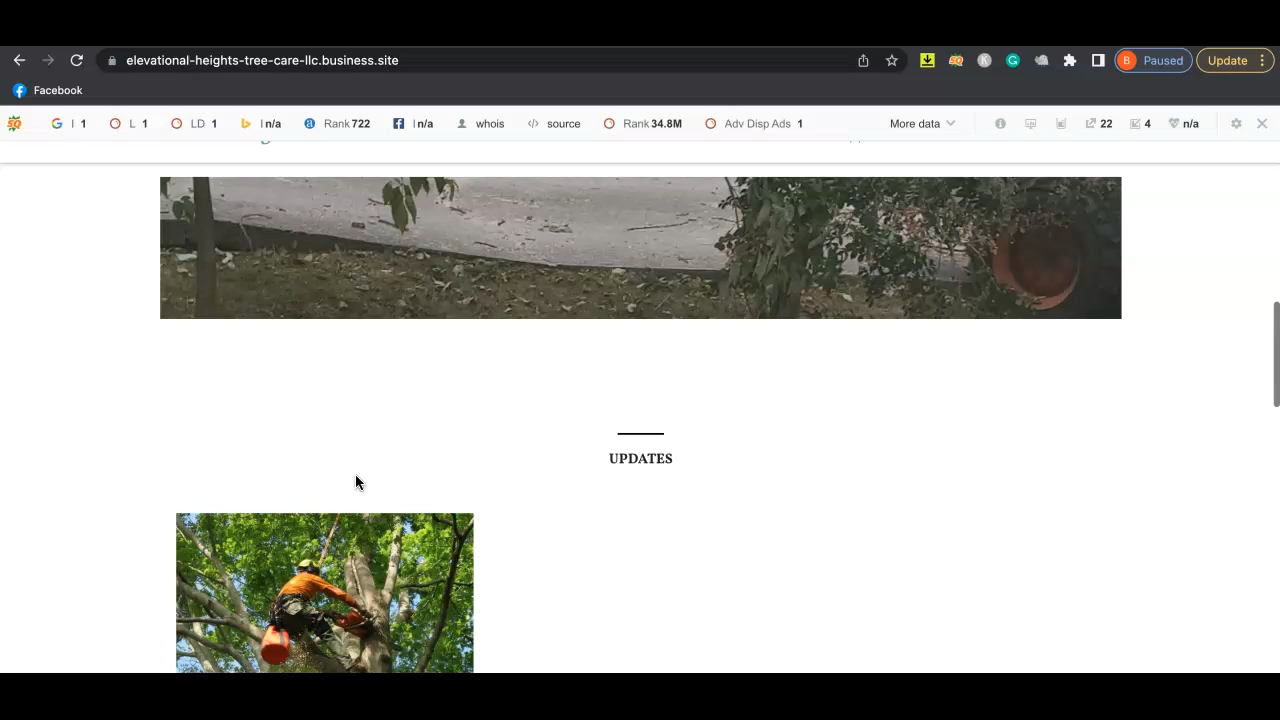 elevational-heights-tree-care-llc.business.site
B Paused
Update
Facebook
SQ
G I 1
L 1
LD 1
I n/a
a Rank 722
I n/a
whois
source
Rank 34.8M
Adv Disp Ads 1
More data
22
4
n/a
UPDATES